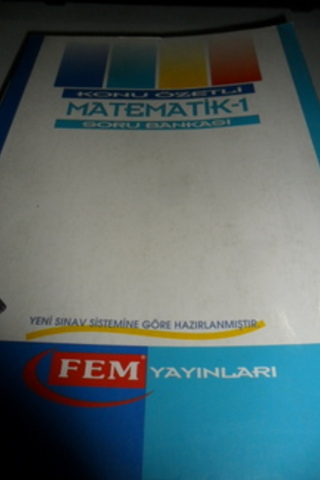 KONU ÖZETLİ
MATEMATİK-1
SORU BANKASI
YENİ SINAV SİSTEMİNE GÖRE HAZIRLANMIŞTIR
FEM YAYINLARI